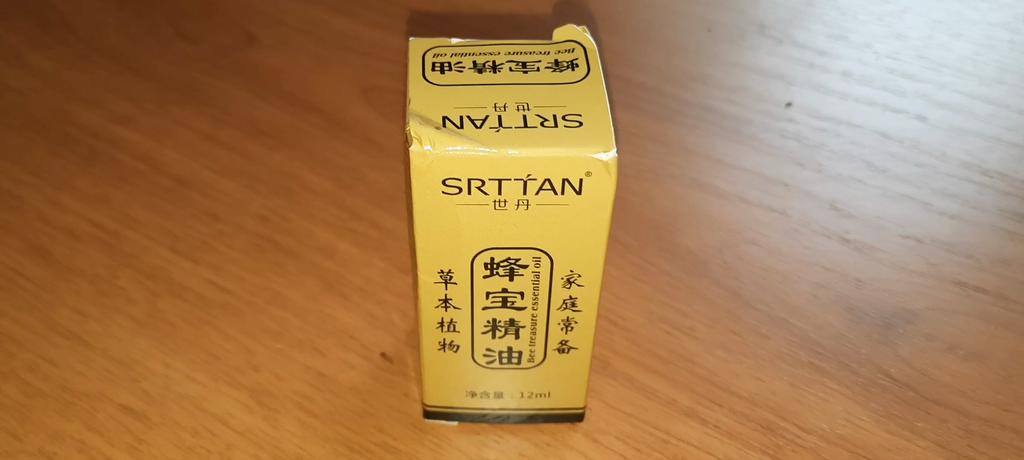 Bee treasure essential oil
蜂宝精油
世丹
SRTTAN
SRTTAN®
世丹
草本植物
蜂宝精油
Bee treasure essential oil
家庭常备
净含量：12ml